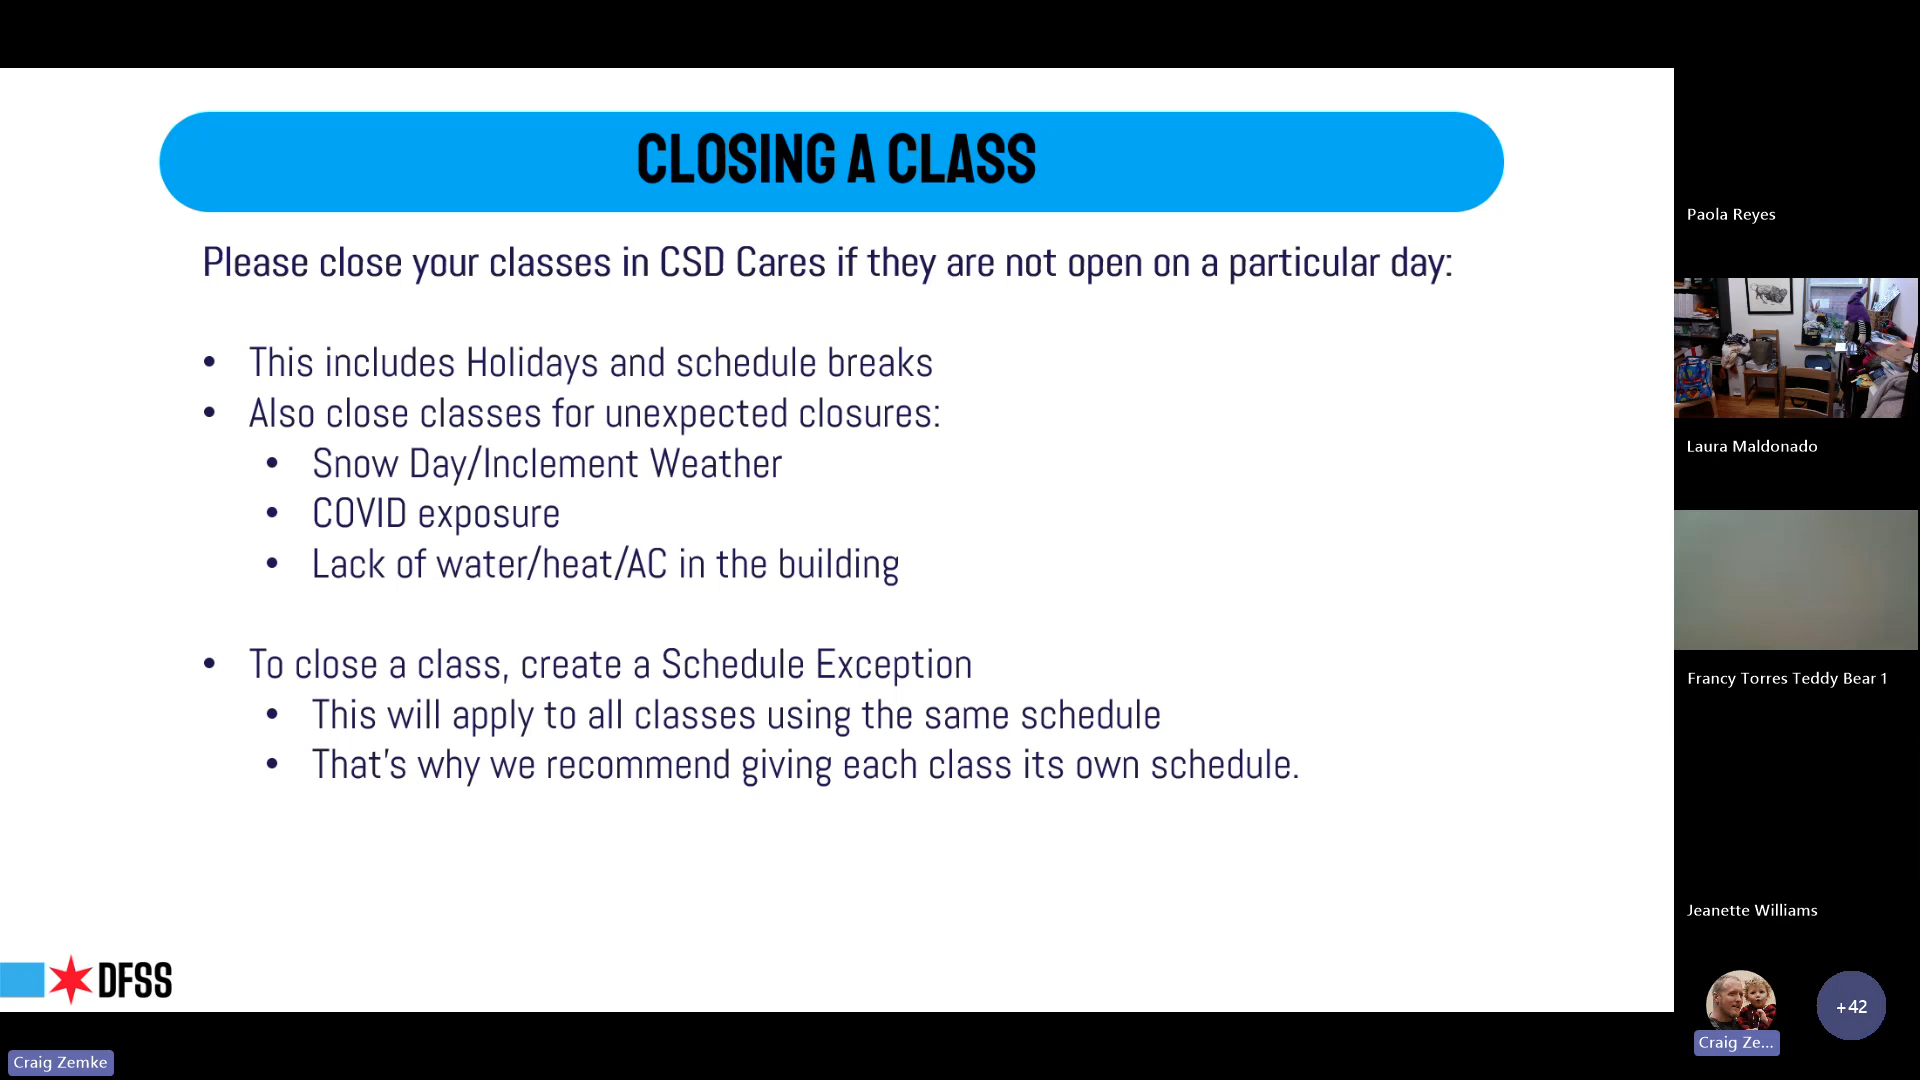 CLOSING A CLASS
Please close your classes in CSD Cares if they are not open on a particular day:
• This includes Holidays and schedule breaks
• Also close classes for unexpected closures:
• Snow Day/Inclement Weather
• COVID exposure
• Lack of water/heat/AC in the building
• To close a class, create a Schedule Exception
• This will apply to all classes using the same schedule
• That's why we recommend giving each class its own schedule.
DFSS
Craig Zemke
Paola Reyes
Laura Maldonado
Francy Torres Teddy Bear 1
Jeanette Williams
Craig Ze...
+42